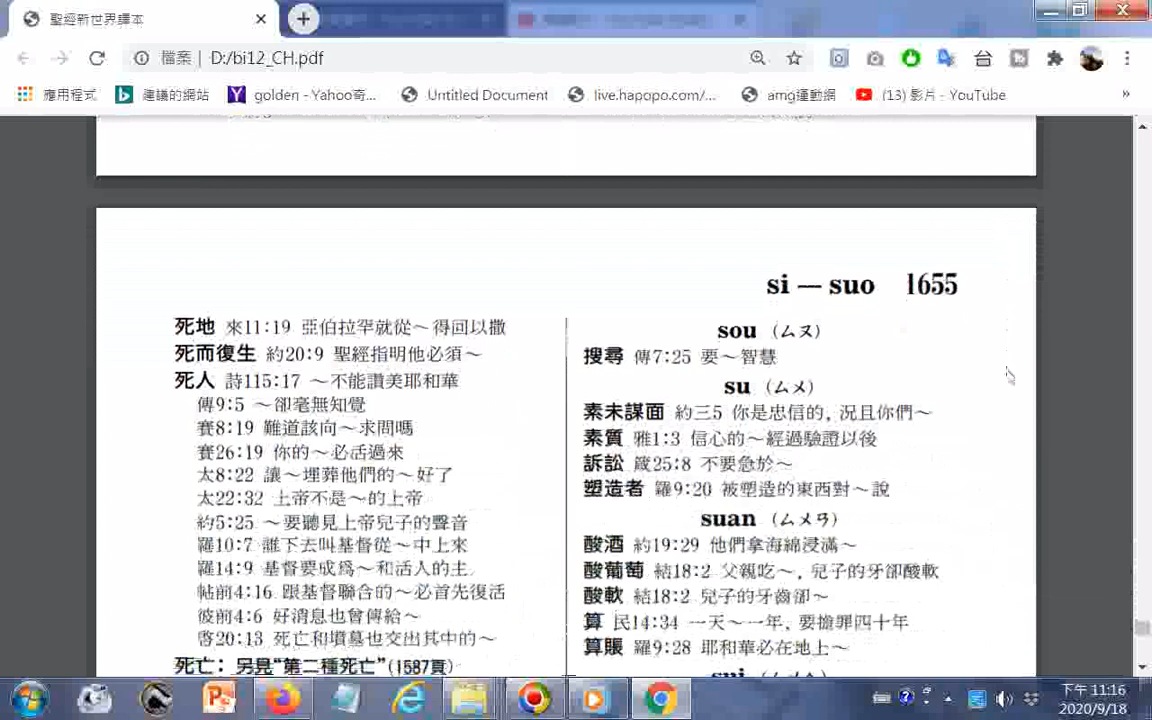 聖經新世界譯本
檔案 D:/bi12_CH.pdf
應用程式 建議的網站 golden - Yahoo奇... Untitled Document live.hapopo.com/... amg運動網 (13) 影片 - YouTube »
si — suo 1655
死地 來11:19 亞伯拉罕就從～得回以撒
死而復生 約20:9 聖經指明他必須～
死人 詩115:17 ～不能讚美耶和華
傳9:5 ～卻毫無知覺
賽8:19 難道該向～求問嗎
賽26:19 你的～必活過來
太8:22 讓～埋葬他們的～好了
太22:32 上帝不是～的上帝
約5:25 ～要聽見上帝兒子的聲音
羅10:7 誰下去叫基督從～中上來
羅14:9 基督要成爲～和活人的主
帖前4:16 跟基督聯合的～必首先復活
彼前4:6 好消息也曾傳給～
啓20:13 死亡和墳墓也交出其中的～
死亡：另見“第二種死亡”(1587頁)
sou (ㄙㄡ)
搜尋 傳7:25 要～智慧
su (ㄙㄨ)
素未謀面 約三5 你是忠信的，況且你們～
素質 雅1:3 信心的～經過驗證以後
訴訟 箴25:8 不要急於～
塑造者 羅9:20 被塑造的東西對～說
suan (ㄙㄨㄢ)
酸酒 約19:29 他們拿海綿浸滿～
酸葡萄 結18:2 父親吃～，兒子的牙卻酸軟
酸軟 結18:2 兒子的牙齒卻～
算 民14:34 一天～一年，要擔罪四十年
算賬 羅9:28 耶和華必在地上～
下午 11:16
2020/9/18